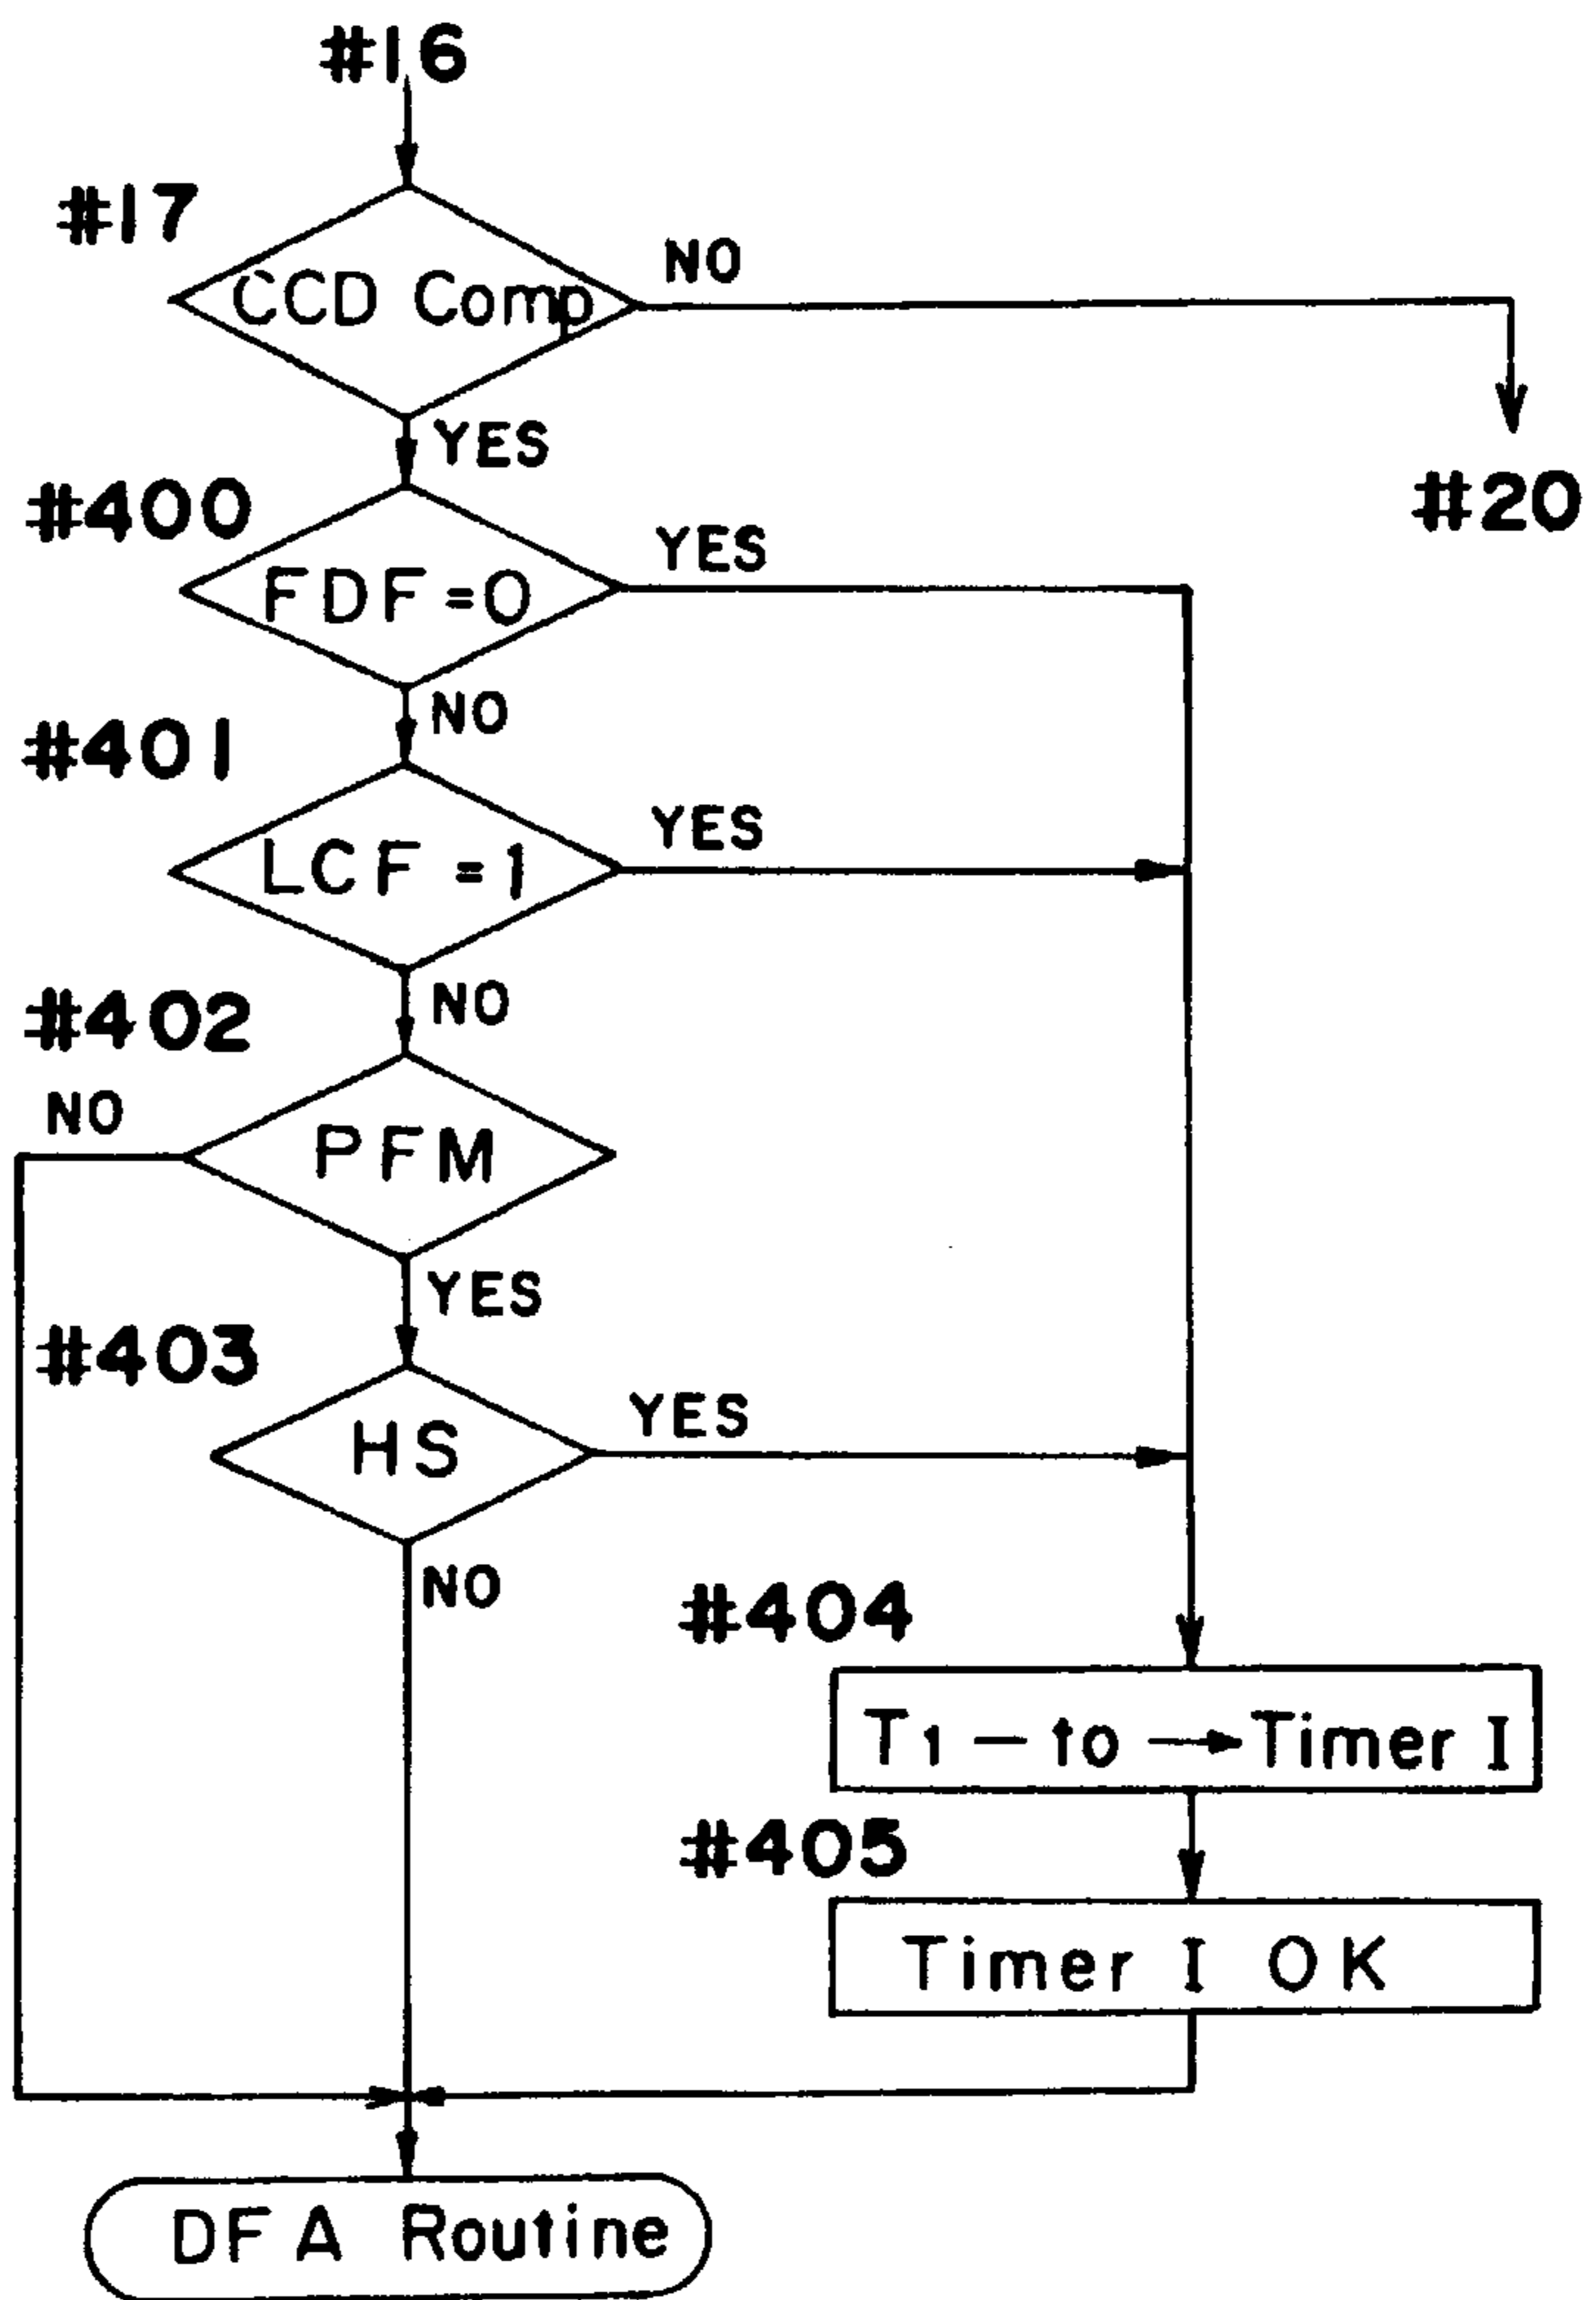 #16
#17
CCD Comp
NO
YES
#20
#400
FDF=0
YES
NO
#401
LCF=1
YES
NO
#402
NO
PFM
YES
#403
HS
YES
NO
#404
T1 – to → Timer I
#405
Timer I OK
DFA Routine